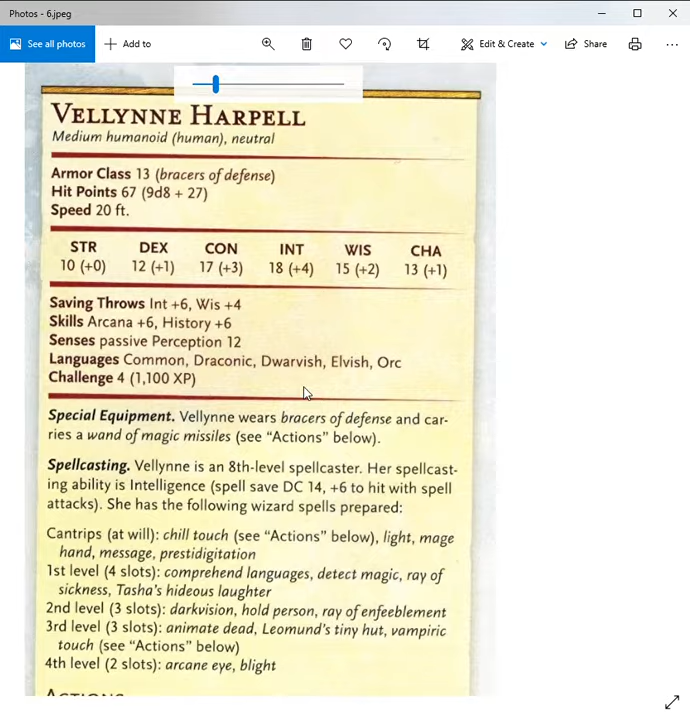 Photos - 6.jpeg
See all photos
Add to
Edit & Create
Share
VELLYNNE HARPELL
Medium humanoid (human), neutral
Armor Class 13 (bracers of defense)
Hit Points 67 (9d8 + 27)
Speed 20 ft.
STR DEX CON INT WIS CHA
10 (+0) 12 (+1) 17 (+3) 18 (+4) 15 (+2) 13 (+1)
Saving Throws Int +6, Wis +4
Skills Arcana +6, History +6
Senses passive Perception 12
Languages Common, Draconic, Dwarvish, Elvish, Orc
Challenge 4 (1,100 XP)
Special Equipment. Vellynne wears bracers of defense and car-
ries a wand of magic missiles (see “Actions” below).
Spellcasting. Vellynne is an 8th-level spellcaster. Her spellcast-
ing ability is Intelligence (spell save DC 14, +6 to hit with spell
attacks). She has the following wizard spells prepared:
Cantrips (at will): chill touch (see “Actions” below), light, mage
hand, message, prestidigitation
1st level (4 slots): comprehend languages, detect magic, ray of
sickness, Tasha’s hideous laughter
2nd level (3 slots): darkvision, hold person, ray of enfeeblement
3rd level (3 slots): animate dead, Leomund’s tiny hut, vampiric
touch (see “Actions” below)
4th level (2 slots): arcane eye, blight
ACTIONS